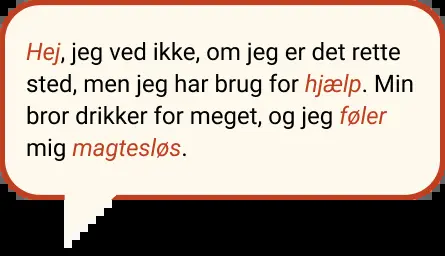 Hej, jeg ved ikke, om jeg er det rette
sted, men jeg har brug for hjælp. Min
bror drikker for meget, og jeg føler
mig magtesløs.